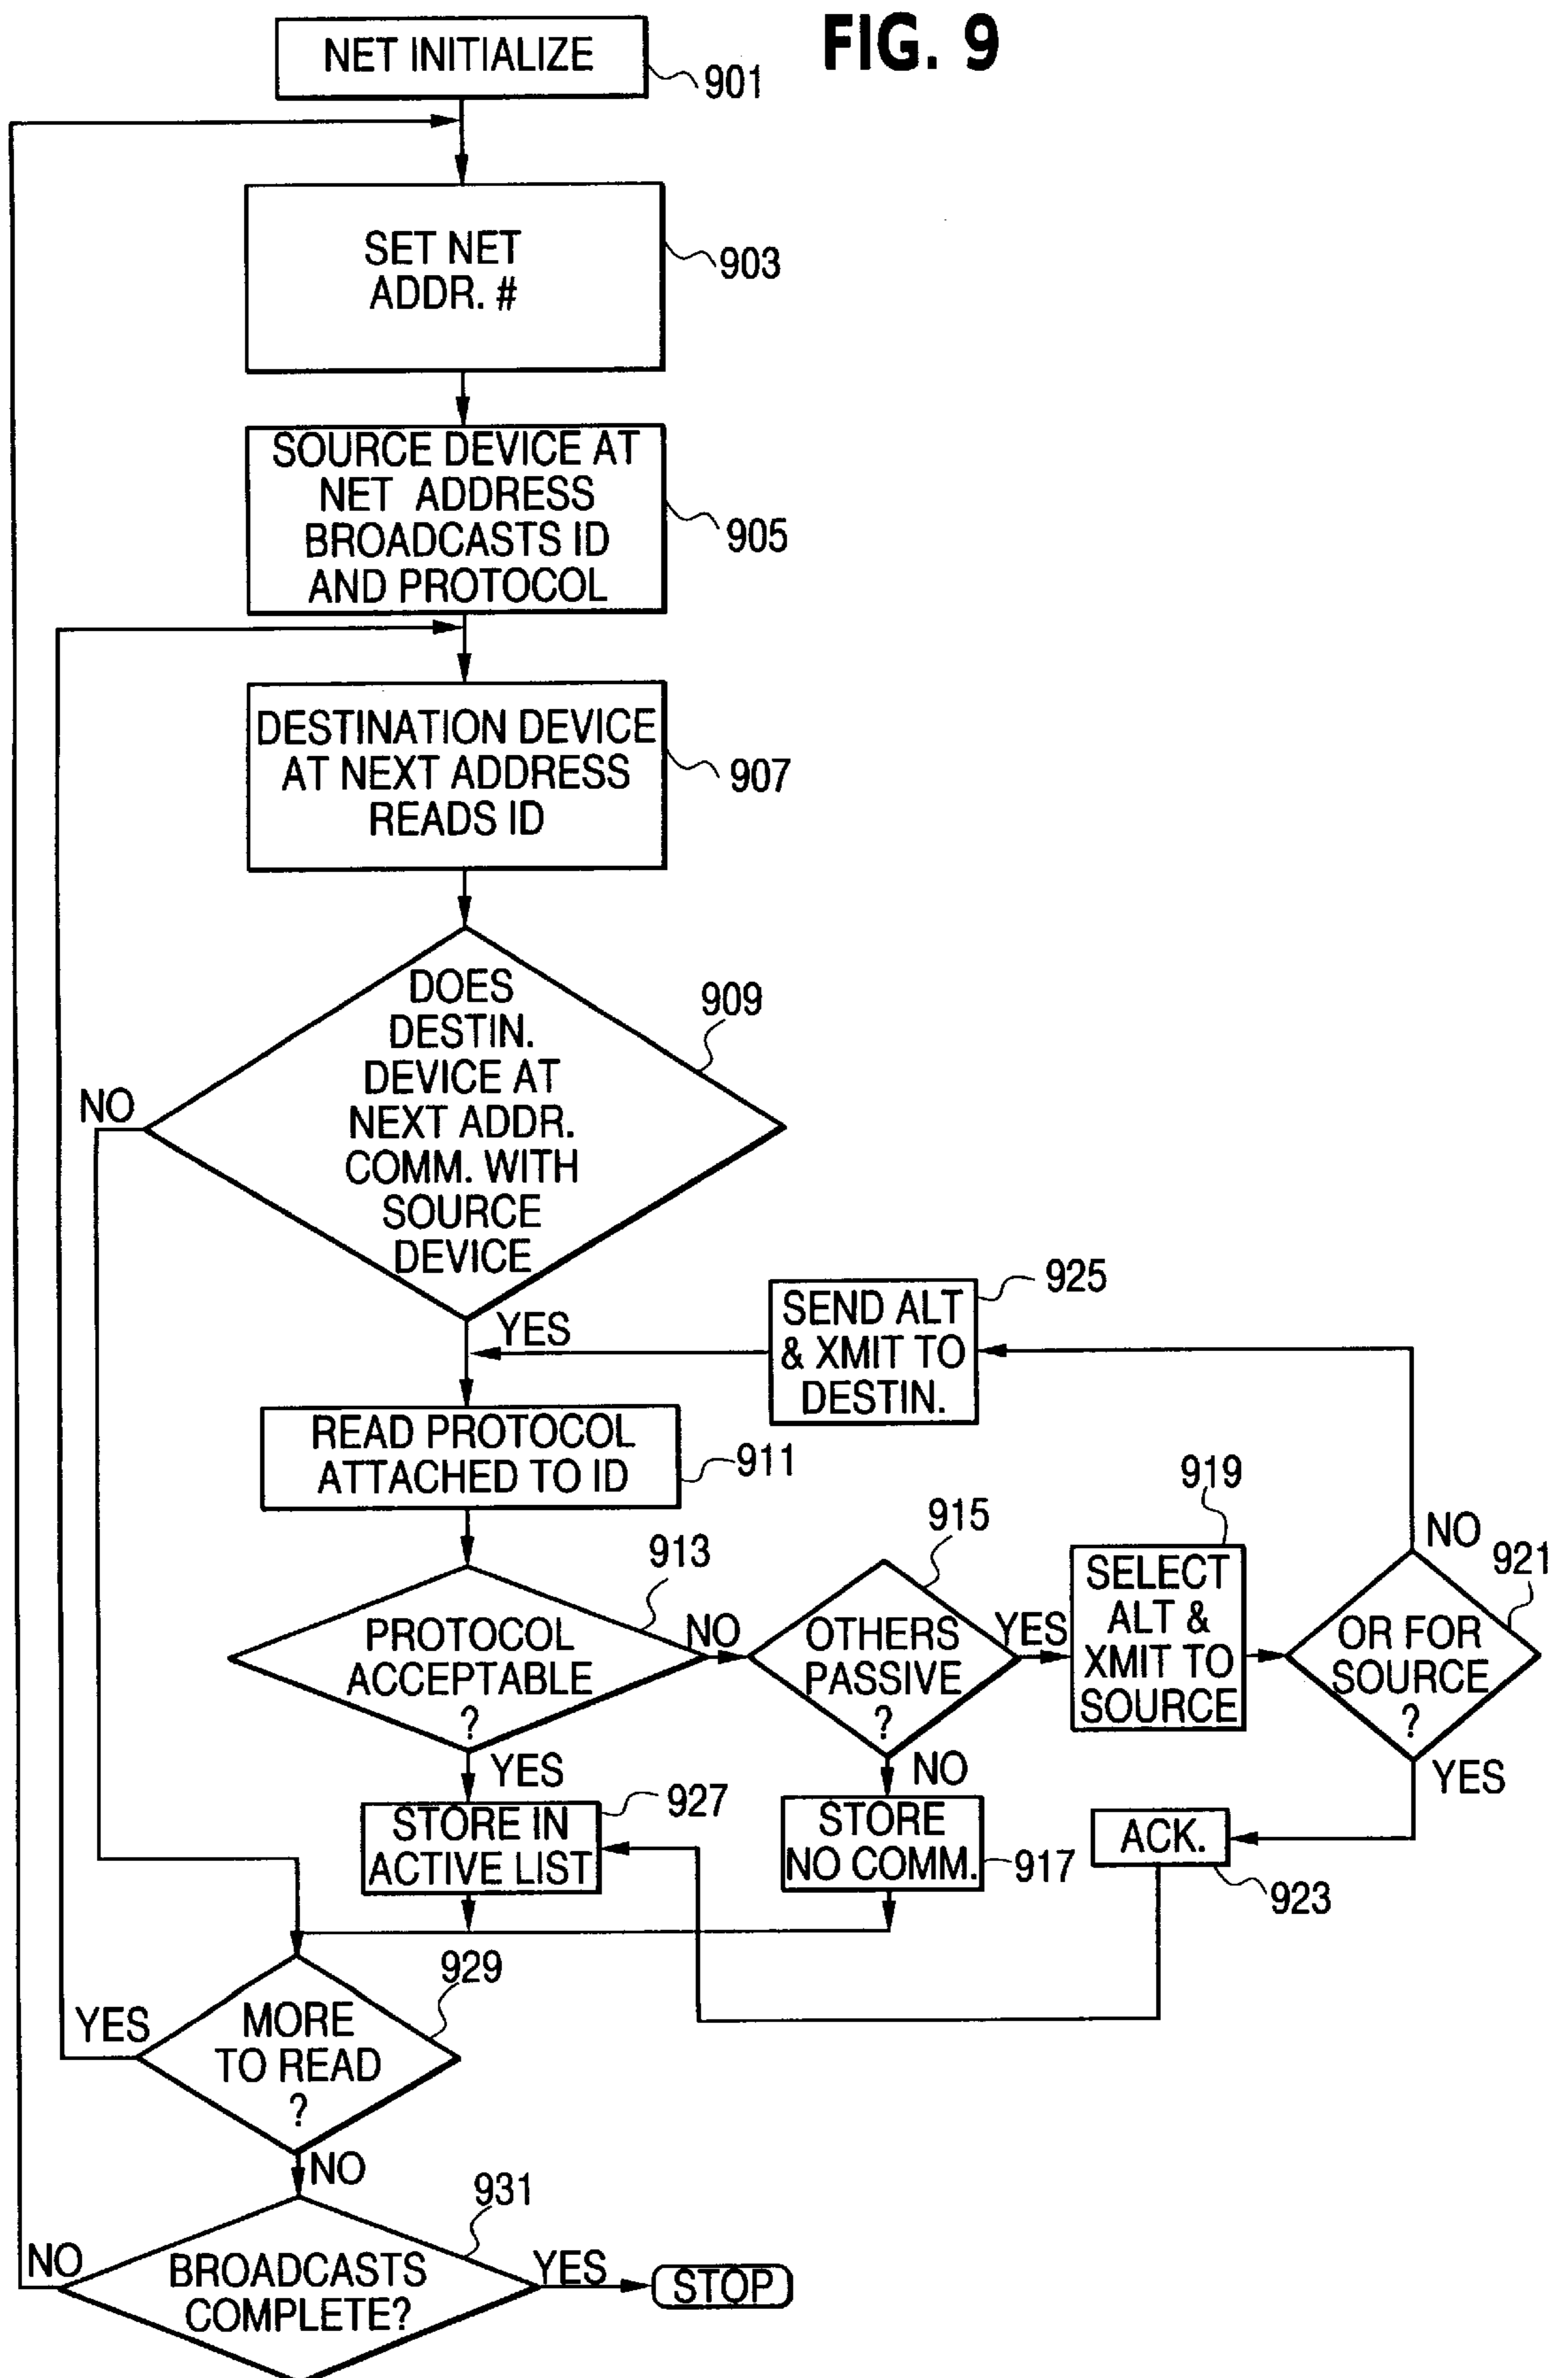 FIG. 9
NET INITIALIZE
901
SET NET
ADDR. #
903
SOURCE DEVICE AT
NET ADDRESS
BROADCASTS ID
AND PROTOCOL
905
DESTINATION DEVICE
AT NEXT ADDRESS
READS ID
907
DOES
DESTIN.
DEVICE AT
NEXT ADDR.
COMM. WITH
SOURCE
DEVICE
909
NO
YES
SEND ALT
& XMIT TO
DESTIN.
925
READ PROTOCOL
ATTACHED TO ID
911
PROTOCOL
ACCEPTABLE
?
913
NO
YES
OTHERS
PASSIVE
?
915
YES
NO
SELECT
ALT &
XMIT TO
SOURCE
919
OR FOR
SOURCE
?
921
NO
YES
STORE IN
ACTIVE LIST
927
STORE
NO COMM.
917
ACK.
923
MORE
TO READ
?
929
YES
NO
BROADCASTS
COMPLETE?
931
NO
YES
STOP